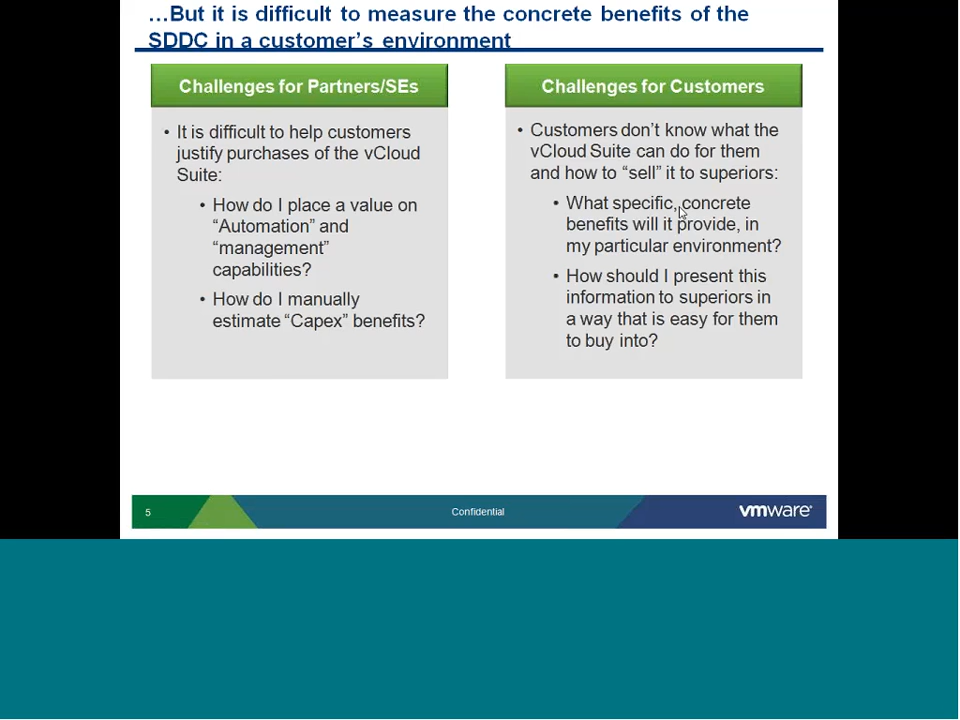 …But it is difficult to measure the concrete benefits of the
SDDC in a customer’s environment
Challenges for Partners/SEs
• It is difficult to help customers
justify purchases of the vCloud
Suite:
• How do I place a value on
“Automation” and
“management”
capabilities?
• How do I manually
estimate “Capex” benefits?
Challenges for Customers
• Customers don’t know what the
vCloud Suite can do for them
and how to “sell” it to superiors:
• What specific, concrete
benefits will it provide, in
my particular environment?
• How should I present this
information to superiors in
a way that is easy for them
to buy into?
5
Confidential
vmware®